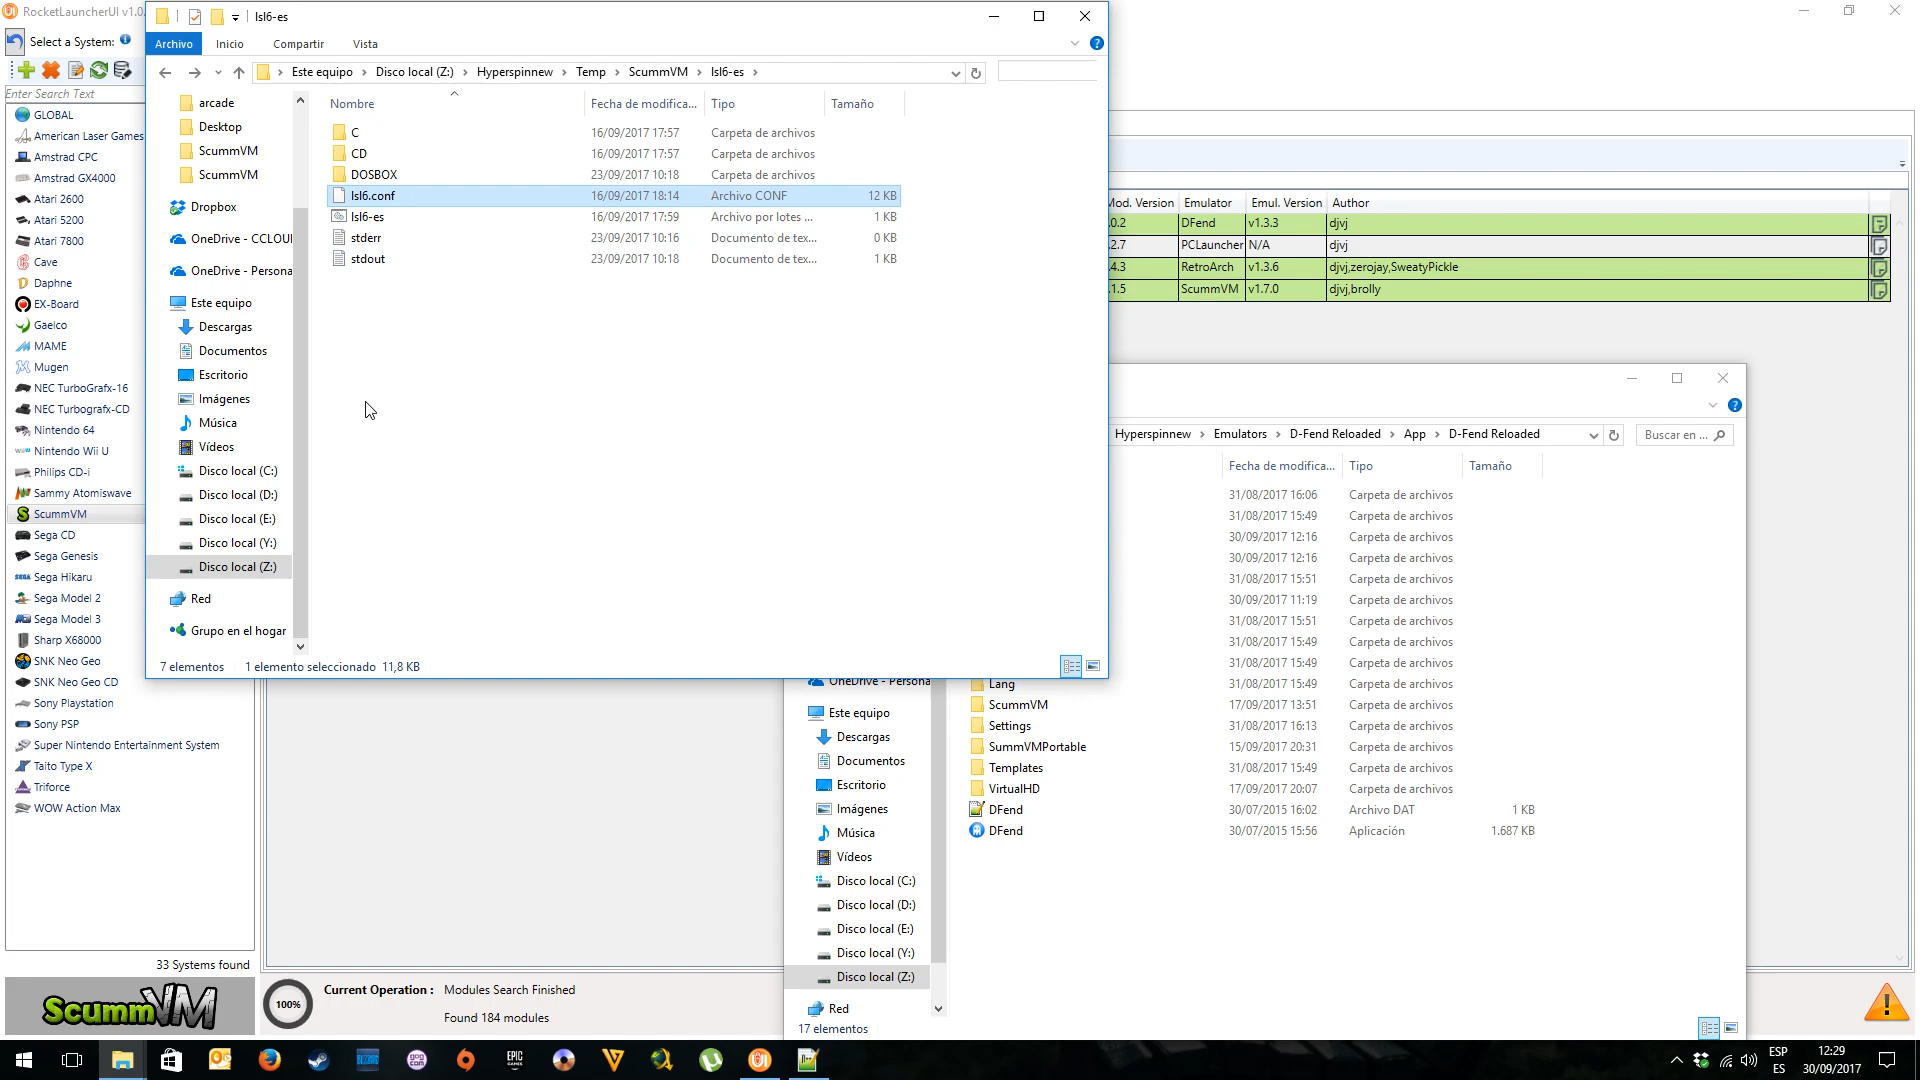 RocketLauncherUI v1.0.
Select a System:
Enter Search Text
GLOBAL
American Laser Games
Amstrad CPC
Amstrad GX4000
Atari 2600
Atari 5200
Atari 7800
Cave
Daphne
EX-Board
Gaelco
MAME
Mugen
NEC TurboGrafx-16
NEC Turbografx-CD
Nintendo 64
Nintendo Wii U
Philips CD-i
Sammy Atomiswave
ScummVM
Sega CD
Sega Genesis
Sega Hikaru
Sega Model 2
Sega Model 3
Sharp X68000
SNK Neo Geo
SNK Neo Geo CD
Sony Playstation
Sony PSP
Super Nintendo Entertainment System
Taito Type X
Triforce
WOW Action Max
33 Systems found
ScummVM
100%
Current Operation : Modules Search Finished
Found 184 modules
lsl6-es
Archivo Inicio Compartir Vista
Este equipo > Disco local (Z:) > Hyperspinnew > Temp > ScummVM > lsl6-es >
arcade
Desktop
ScummVM
ScummVM
Dropbox
OneDrive - CCLOU
OneDrive - Persona
Este equipo
Descargas
Documentos
Escritorio
Imágenes
Música
Vídeos
Disco local (C:)
Disco local (D:)
Disco local (E:)
Disco local (Y:)
Disco local (Z:)
Red
Grupo en el hogar
Nombre Fecha de modifica... Tipo Tamaño
C 16/09/2017 17:57 Carpeta de archivos
CD 16/09/2017 17:57 Carpeta de archivos
DOSBOX 23/09/2017 10:18 Carpeta de archivos
lsl6.conf 16/09/2017 18:14 Archivo CONF 12 KB
lsl6-es 16/09/2017 17:59 Archivo por lotes ... 1 KB
stderr 23/09/2017 10:16 Documento de tex... 0 KB
stdout 23/09/2017 10:18 Documento de tex... 1 KB
7 elementos 1 elemento seleccionado 11,8 KB
Mod. Version Emulator Emul. Version Author
.0.2 DFend v1.3.3 djvj
.2.7 PCLauncher N/A djvj
.4.3 RetroArch v1.3.6 djvj,zerojay,SweatyPickle
.1.5 ScummVM v1.7.0 djvj,brolly
Hyperspinnew > Emulators > D-Fend Reloaded > App > D-Fend Reloaded
Buscar en ...
Fecha de modifica... Tipo Tamaño
31/08/2017 16:06 Carpeta de archivos
31/08/2017 15:49 Carpeta de archivos
30/09/2017 12:16 Carpeta de archivos
30/09/2017 12:16 Carpeta de archivos
31/08/2017 15:51 Carpeta de archivos
30/09/2017 11:19 Carpeta de archivos
31/08/2017 15:51 Carpeta de archivos
31/08/2017 15:49 Carpeta de archivos
31/08/2017 15:49 Carpeta de archivos
Lang 31/08/2017 15:49 Carpeta de archivos
ScummVM 17/09/2017 13:51 Carpeta de archivos
Settings 31/08/2017 16:13 Carpeta de archivos
SummVMPortable 15/09/2017 20:31 Carpeta de archivos
Templates 31/08/2017 15:49 Carpeta de archivos
VirtualHD 17/09/2017 20:07 Carpeta de archivos
DFend 30/07/2015 16:02 Archivo DAT 1 KB
DFend 30/07/2015 15:56 Aplicación 1.687 KB
OneDrive - Persona
Este equipo
Descargas
Documentos
Escritorio
Imágenes
Música
Vídeos
Disco local (C:)
Disco local (D:)
Disco local (E:)
Disco local (Y:)
Disco local (Z:)
Red
17 elementos
ESP
ES
12:29
30/09/2017